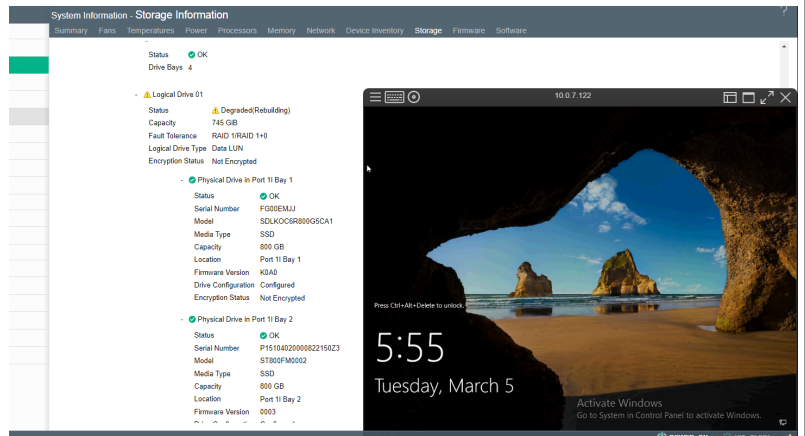 System Information - Storage Information
?
Summary Fans Temperatures Power Processors Memory Network Device Inventory Storage Firmware Software
Status OK
Drive Bays 4
- Logical Drive 01
Status Degraded(Rebuilding)
Capacity 745 GiB
Fault Tolerance RAID 1/RAID 1+0
Logical Drive Type Data LUN
Encryption Status Not Encrypted
- Physical Drive in Port 1I Bay 1
Status OK
Serial Number FG00EMJJ
Model SDLKOC6R800G5CA1
Media Type SSD
Capacity 800 GB
Location Port 1I Bay 1
Firmware Version K0A0
Drive Configuration Configured
Encryption Status Not Encrypted
- Physical Drive in Port 1I Bay 2
Status OK
Serial Number P15104020000822150Z3
Model ST800FM0002
Media Type SSD
Capacity 800 GB
Location Port 1I Bay 2
Firmware Version 0003
10.0.7.122
Press Ctrl+Alt+Delete to unlock.
5:55
Tuesday, March 5
Activate Windows
Go to System in Control Panel to activate Windows.